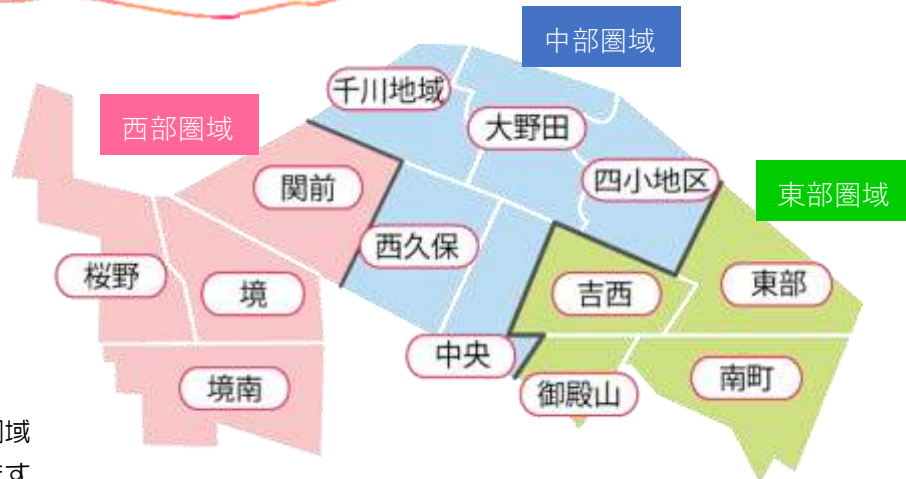 中部圏域
千川地域
西部圏域
大野田
四小地区
関前
東部圏域
西久保
桜野
境
吉西
東部
中央
境南
御殿山
南町
域
す